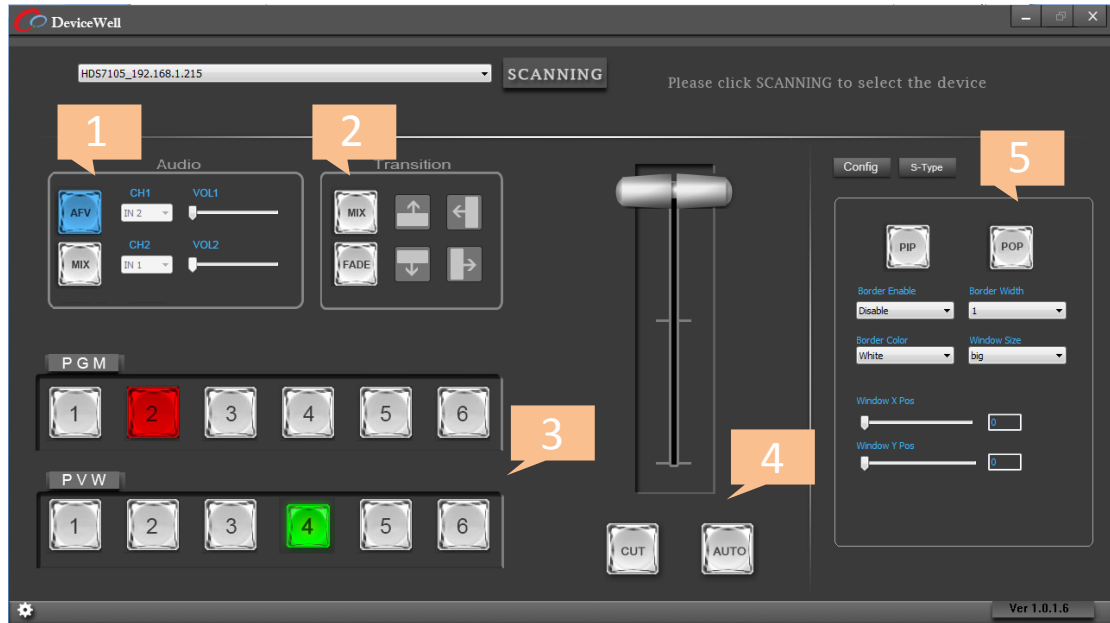 DeviceWell
HDS7105_192.168.1.215
SCANNING
Please click SCANNING to select the device
1
2
5
Audio
Transition
Config
S-Type
AFV
CH1
VOL1
IN 2
MIX
CH2
VOL2
IN 1
MIX
FADE
PIP
POP
Border Enable
Border Width
Disable
1
Border Color
Window Size
White
big
Window X Pos
0
Window Y Pos
0
PGM
1
2
3
4
5
6
3
4
PVW
1
2
3
4
5
6
CUT
AUTO
Ver 1.0.1.6